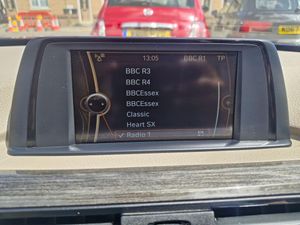 13:05 BBC R1 TP
BBC R3
BBC R4
BBCEssex
BBCEssex
Classic
Heart SX
Radio 1